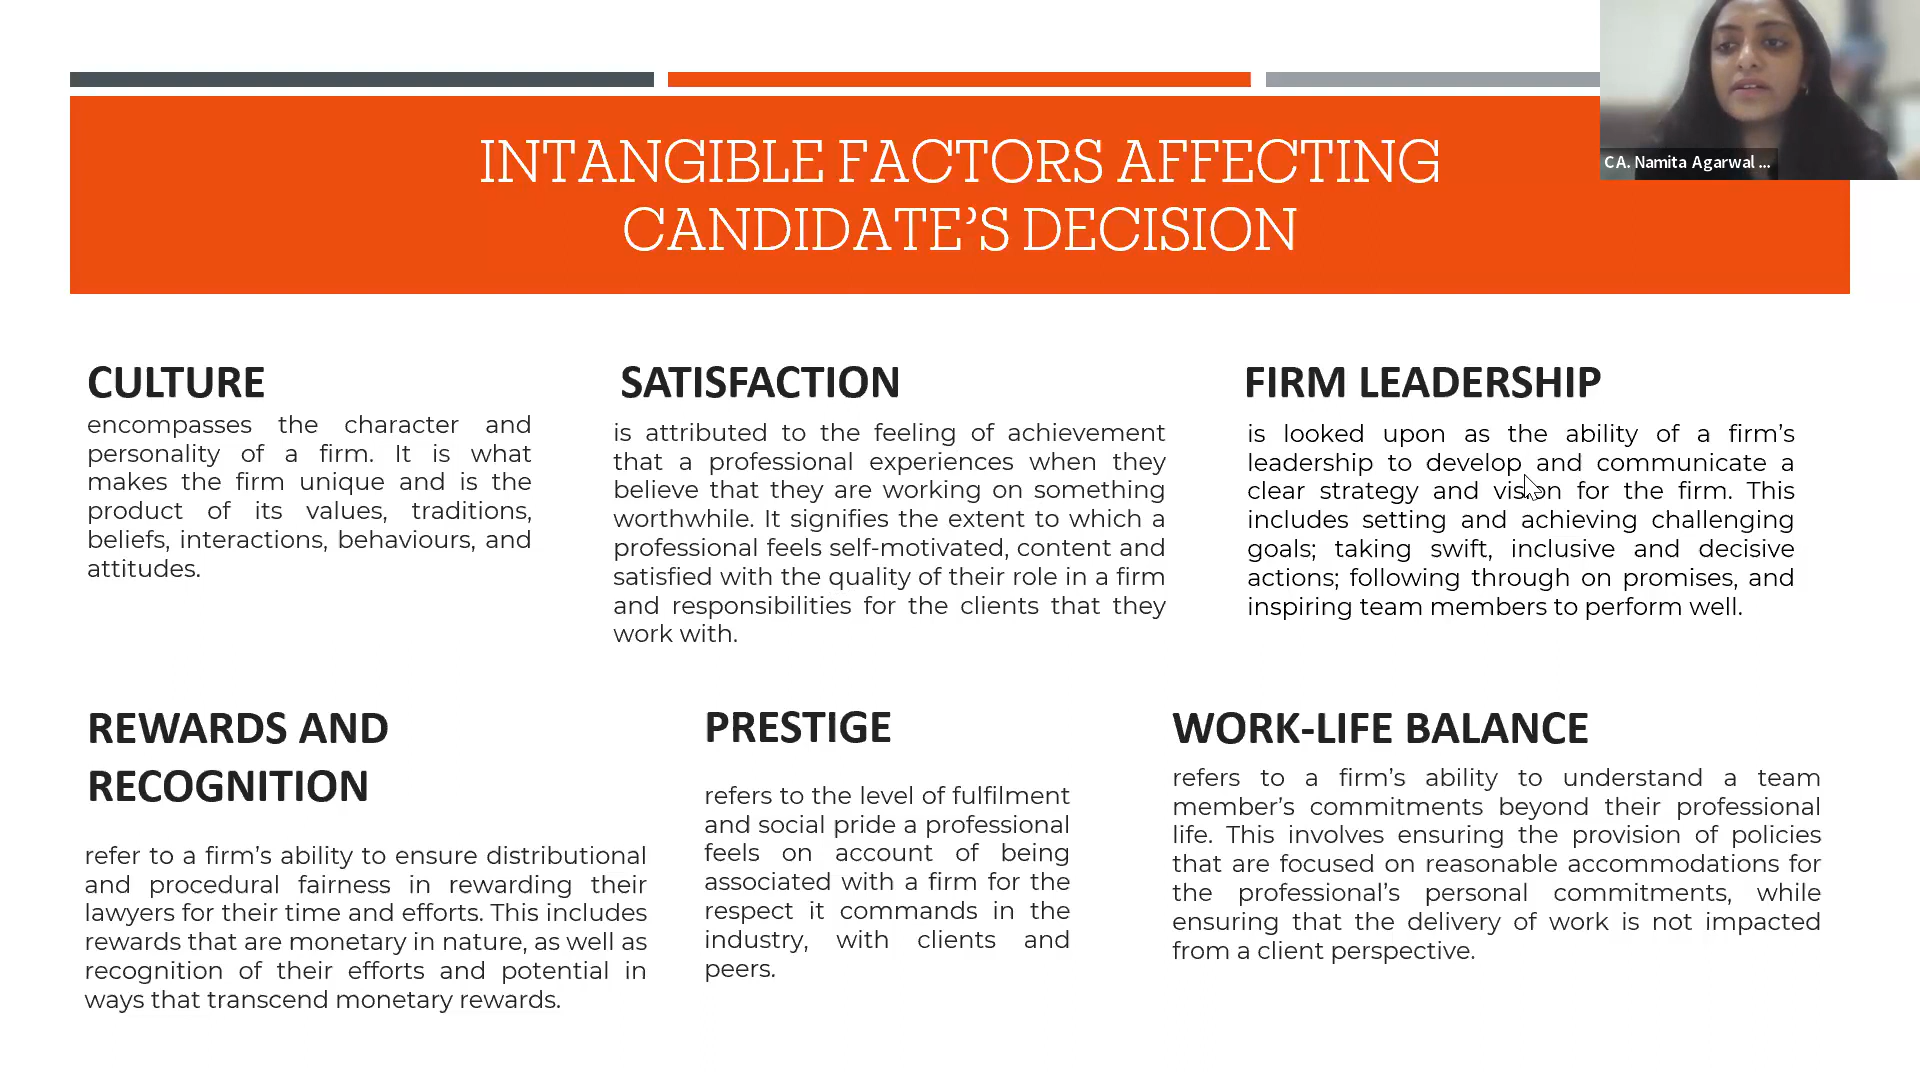 INTANGIBLE FACTORS AFFECTING
CANDIDATE’S DECISION
CA. Namita Agarwal ...
CULTURE
encompasses the character and
personality of a firm. It is what
makes the firm unique and is the
product of its values, traditions,
beliefs, interactions, behaviours, and
attitudes.
SATISFACTION
is attributed to the feeling of achievement
that a professional experiences when they
believe that they are working on something
worthwhile. It signifies the extent to which a
professional feels self-motivated, content and
satisfied with the quality of their role in a firm
and responsibilities for the clients that they
work with.
FIRM LEADERSHIP
is looked upon as the ability of a firm’s
leadership to develop and communicate a
clear strategy and vision for the firm. This
includes setting and achieving challenging
goals; taking swift, inclusive and decisive
actions; following through on promises, and
inspiring team members to perform well.
REWARDS AND
RECOGNITION
refer to a firm’s ability to ensure distributional
and procedural fairness in rewarding their
lawyers for their time and efforts. This includes
rewards that are monetary in nature, as well as
recognition of their efforts and potential in
ways that transcend monetary rewards.
PRESTIGE
refers to the level of fulfilment
and social pride a professional
feels on account of being
associated with a firm for the
respect it commands in the
industry, with clients and
peers.
WORK-LIFE BALANCE
refers to a firm’s ability to understand a team
member’s commitments beyond their professional
life. This involves ensuring the provision of policies
that are focused on reasonable accommodations for
the professional’s personal commitments, while
ensuring that the delivery of work is not impacted
from a client perspective.